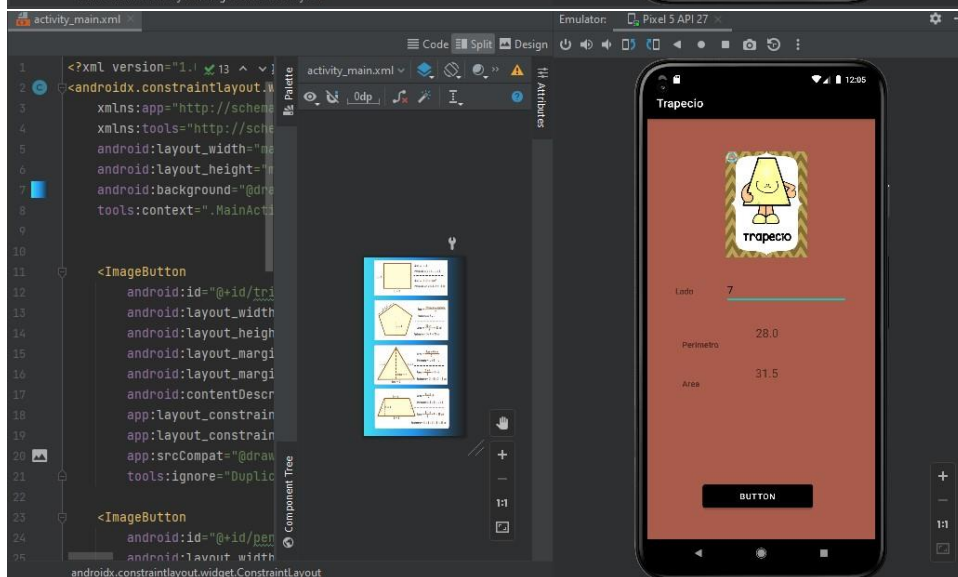 activity_main.xml
Emulator: Pixel 5 API 27
Code Split Design
1 <?xml version="1. 13
2 <androidx.constraintlayout.w
3 xmlns:app="http://schema
4 xmlns:tools="http://sche
5 android:layout_width="ma
6 android:layout_height="m
7 android:background="@dra
8 tools:context=".MainActi
9
10
11 <ImageButton
12 android:id="@+id/tri
13 android:layout_width
14 android:layout_heigh
15 android:layout_margi
16 android:layout_margi
17 android:contentDescr
18 app:layout_constrain
19 app:layout_constrain
20 app:srcCompat="@draw
21 tools:ignore="Duplic
22
23 <ImageButton
24 android:id="@+id/pen
25 android:layout_width
androidx.constraintlayout.widget.ConstraintLayout
Palette
Component Tree
activity_main.xml
0dp
Attributes
1:1
12:05
Trapecio
Trapecio
Lado 7
Perimetro 28.0
Area 31.5
BUTTON
1:1